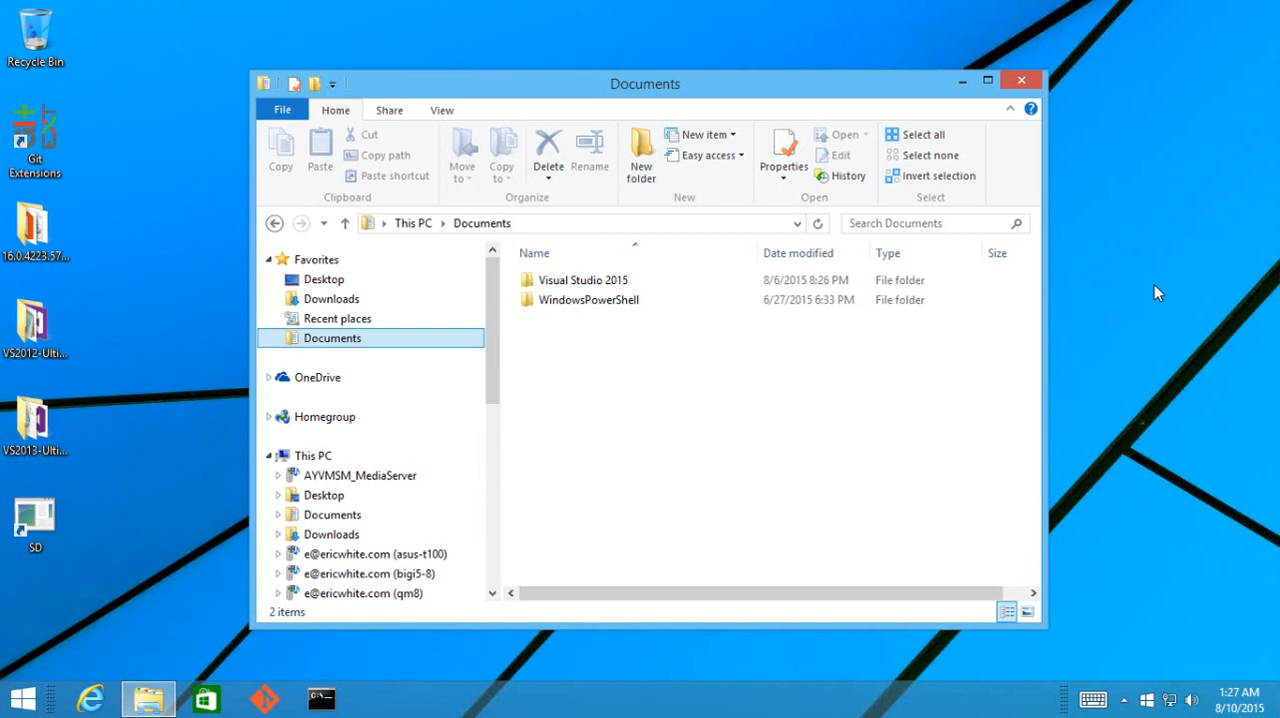 Recycle Bin
Git
Extensions
16.0.4223.57...
VS2012-Ulti...
VS2013-Ulti...
SD
Documents
File Home Share View
Copy
Paste
Cut
Copy path
Paste shortcut
Clipboard
Move
to
Copy
to
Delete
Rename
Organize
New
folder
New item
Easy access
New
Properties
Open
Edit
History
Open
Select all
Select none
Invert selection
Select
This PC Documents
Search Documents
Favorites
Desktop
Downloads
Recent places
Documents
OneDrive
Homegroup
This PC
AYVMSM_MediaServer
Desktop
Documents
Downloads
e@ericwhite.com (asus-t100)
e@ericwhite.com (bigi5-8)
e@ericwhite.com (qm8)
Name Date modified Type Size
Visual Studio 2015 8/6/2015 8:26 PM File folder
WindowsPowerShell 6/27/2015 6:33 PM File folder
2 items
C:\_
1:27 AM
8/10/2015